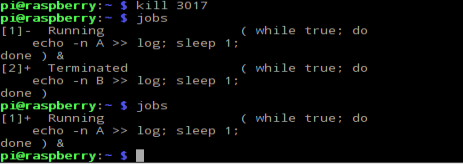 pi@raspberry:~ $ kill 3017
pi@raspberry:~ $ jobs
[1]-  Running                 ( while true; do
    echo -n A >> log; sleep 1;
done ) &
[2]+  Terminated              ( while true; do
    echo -n B >> log; sleep 1;
done )
pi@raspberry:~ $ jobs
[1]+  Running                 ( while true; do
    echo -n A >> log; sleep 1;
done ) &
pi@raspberry:~ $